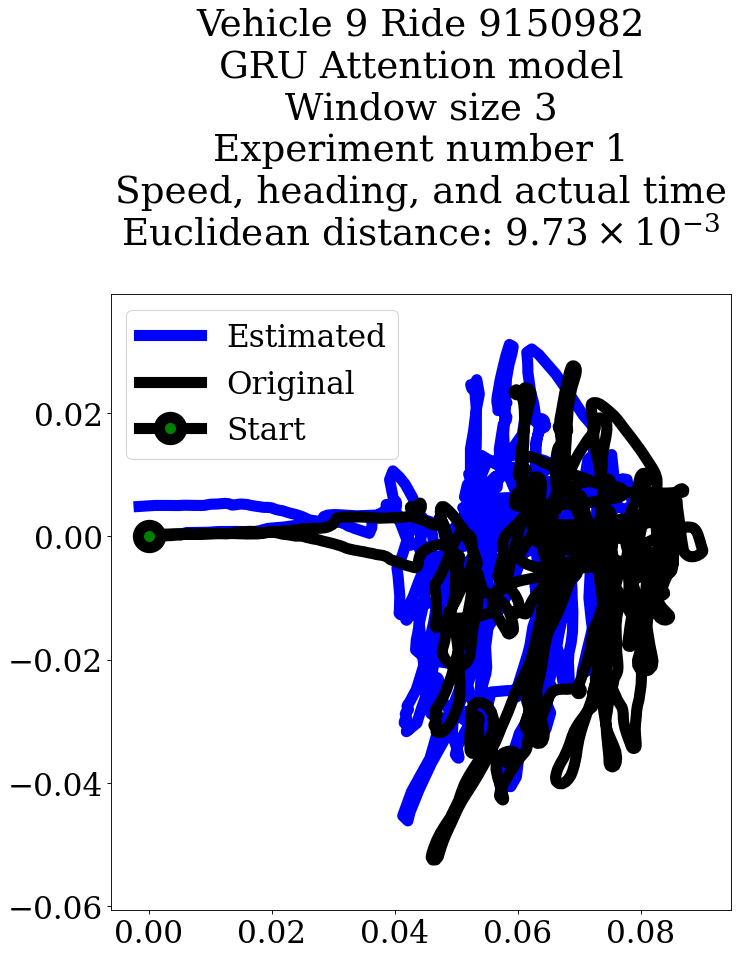 Vehicle 9 Ride 9150982
GRU Attention model
Window size 3
Experiment number 1
Speed, heading, and actual time
Euclidean distance: 9.73 × 10⁻³
Estimated
Original
Start
0.02
0.00
−0.02
−0.04
−0.06
0.00 0.02 0.04 0.06 0.08